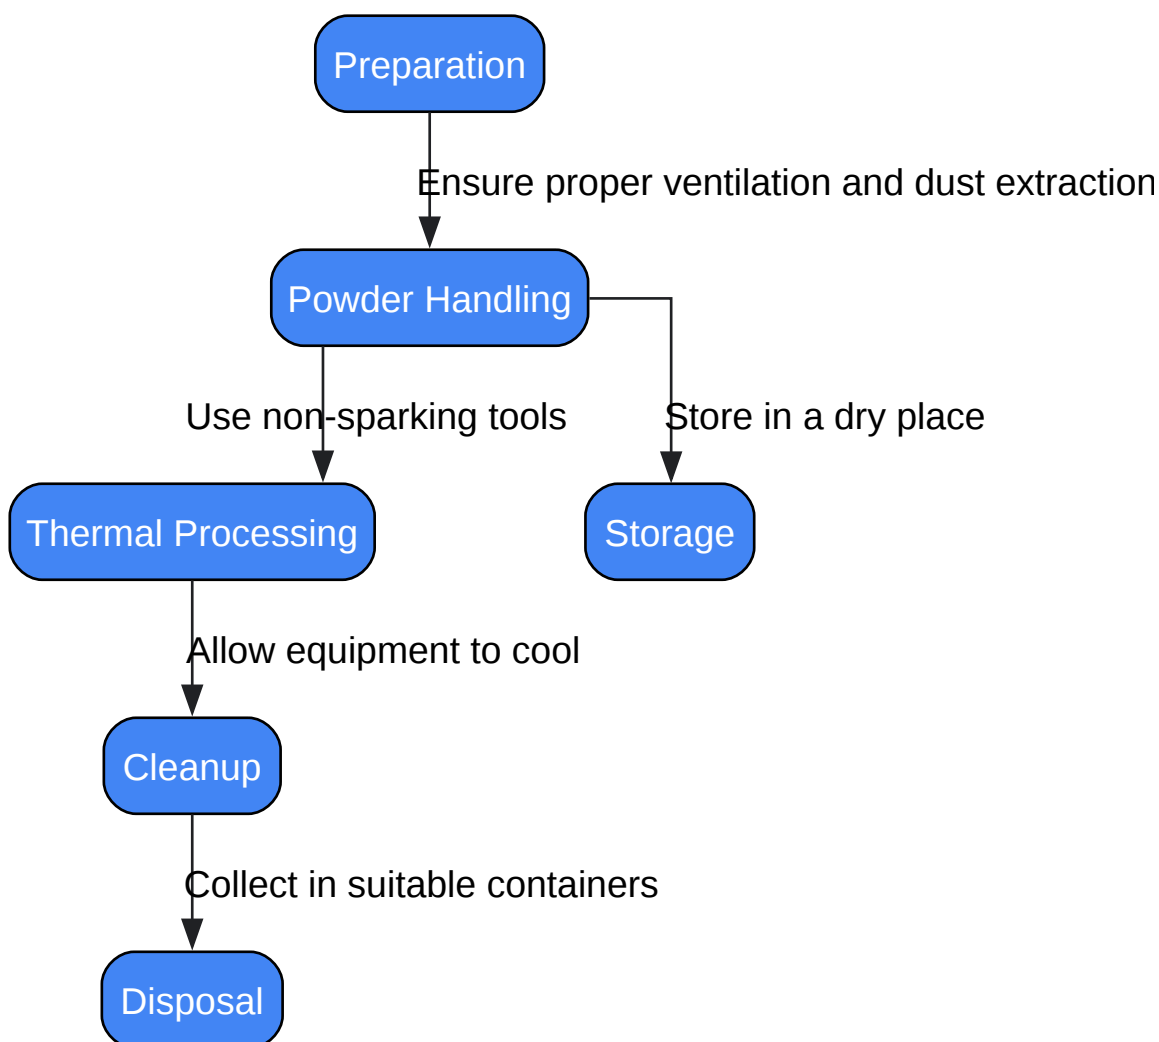 Preparation
Ensure proper ventilation and dust extraction
Powder Handling
Use non-sparking tools
Store in a dry place
Thermal Processing
Storage
Allow equipment to cool
Cleanup
Collect in suitable containers
Disposal